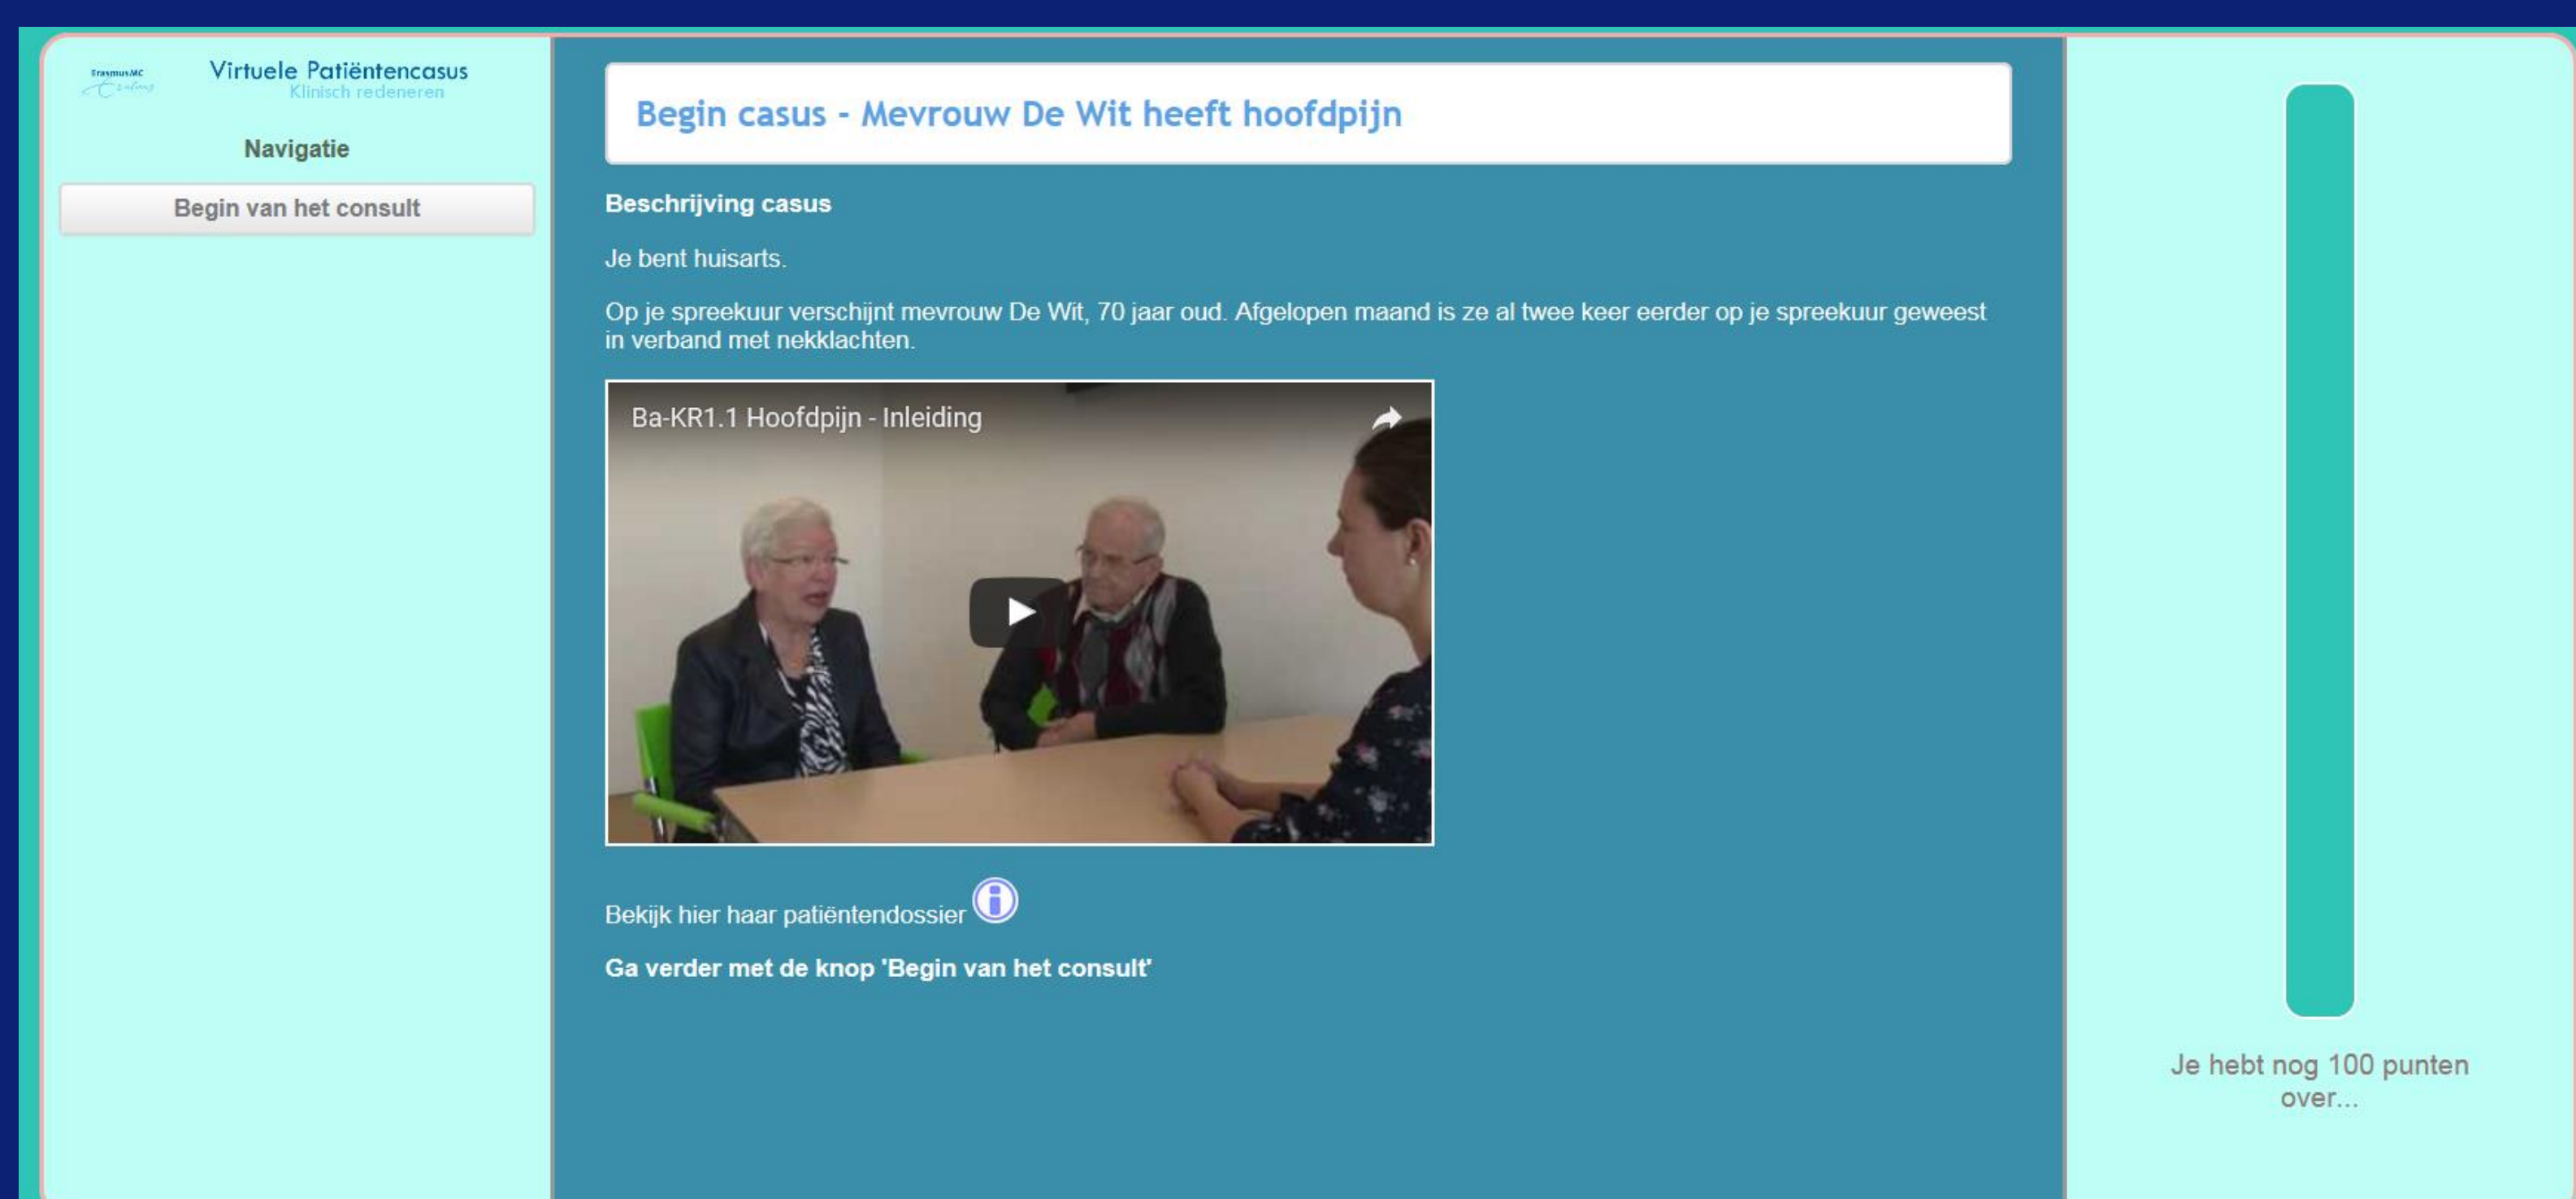 Erasmus MC
Virtuele Patiëntencasus
Klinisch redeneren
Navigatie
Begin van het consult
Begin casus - Mevrouw De Wit heeft hoofdpijn
Beschrijving casus
Je bent huisarts.
Op je spreekuur verschijnt mevrouw De Wit, 70 jaar oud. Afgelopen maand is ze al twee keer eerder op je spreekuur geweest
in verband met nekklachten.
Ba-KR1.1 Hoofdpijn - Inleiding
Bekijk hier haar patiëntendossier
Ga verder met de knop 'Begin van het consult'
Je hebt nog 100 punten
over...